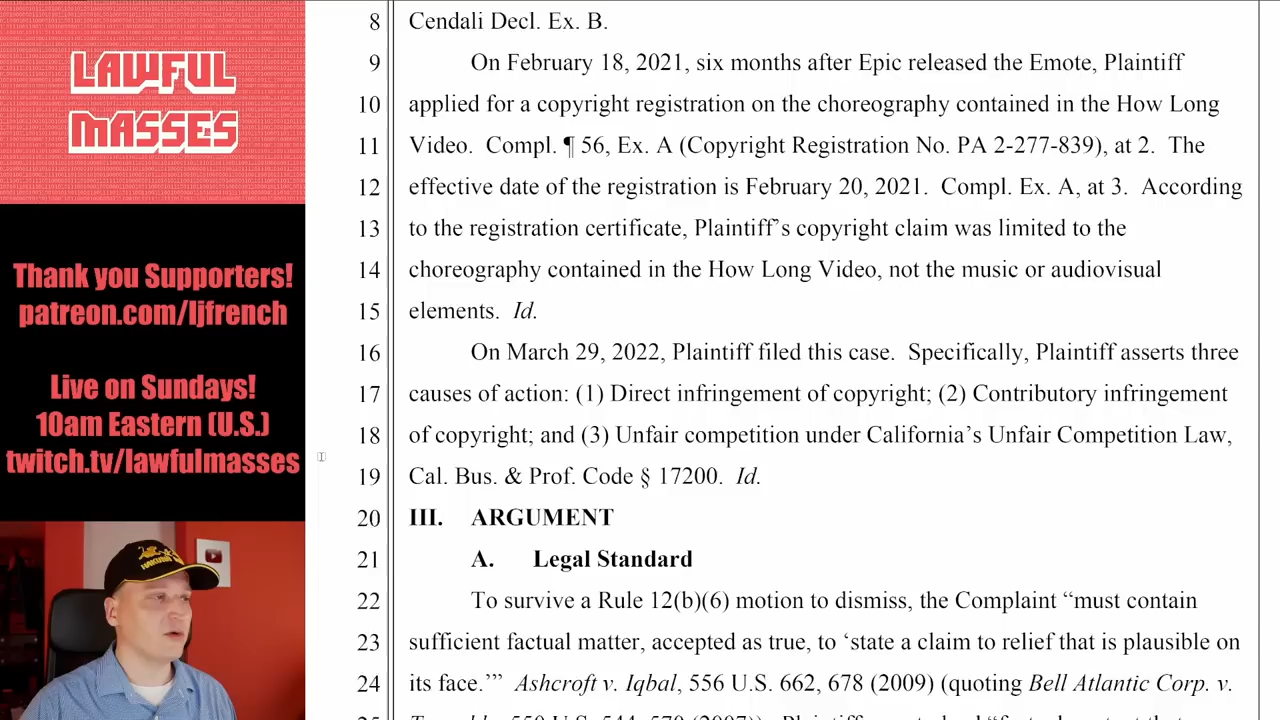 LAWFUL
MASSES
Thank you Supporters!
patreon.com/ljfrench
Live on Sundays!
10am Eastern (U.S.)
twitch.tv/lawfulmasses
8 Cendali Decl. Ex. B.
9 On February 18, 2021, six months after Epic released the Emote, Plaintiff
10 applied for a copyright registration on the choreography contained in the How Long
11 Video. Compl. ¶ 56, Ex. A (Copyright Registration No. PA 2-277-839), at 2. The
12 effective date of the registration is February 20, 2021. Compl. Ex. A, at 3. According
13 to the registration certificate, Plaintiff’s copyright claim was limited to the
14 choreography contained in the How Long Video, not the music or audiovisual
15 elements. Id.
16 On March 29, 2022, Plaintiff filed this case. Specifically, Plaintiff asserts three
17 causes of action: (1) Direct infringement of copyright; (2) Contributory infringement
18 of copyright; and (3) Unfair competition under California’s Unfair Competition Law,
19 Cal. Bus. & Prof. Code § 17200. Id.
20 III. ARGUMENT
21 A. Legal Standard
22 To survive a Rule 12(b)(6) motion to dismiss, the Complaint “must contain
23 sufficient factual matter, accepted as true, to ‘state a claim to relief that is plausible on
24 its face.’” Ashcroft v. Iqbal, 556 U.S. 662, 678 (2009) (quoting Bell Atlantic Corp. v.